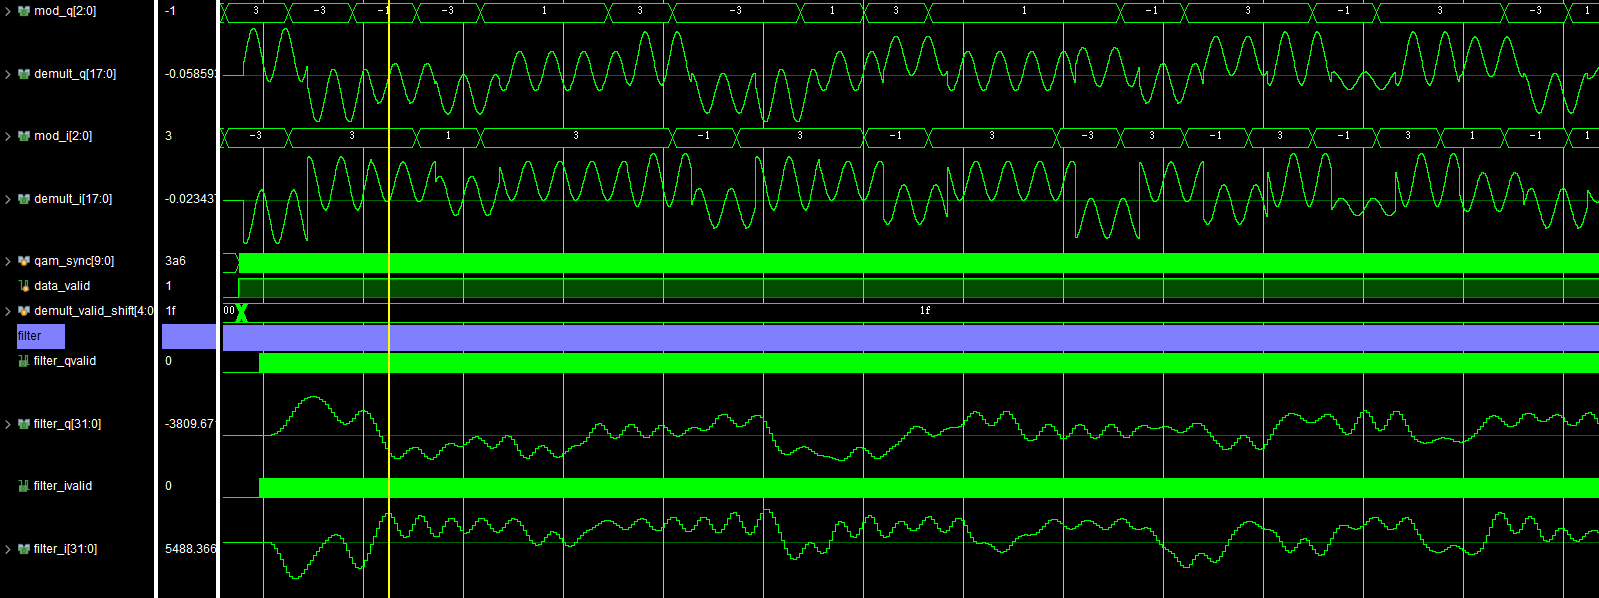 mod_q[2:0] -1 3 -3 -1 -3 1 3 -3 1 3 1 -1 3 -1 3 -3 1
demult_q[17:0] -0.058593
mod_i[2:0] 3 -3 3 1 3 -1 3 -1 3 -3 3 -1 3 -1 3 1 -1 1
demult_i[17:0] -0.023437
qam_sync[9:0] 3a6
data_valid 1
demult_valid_shift[4:0 1f 00 1f
filter
filter_qvalid 0
filter_q[31:0] -3809.67
filter_ivalid 0
filter_i[31:0] 5488.366